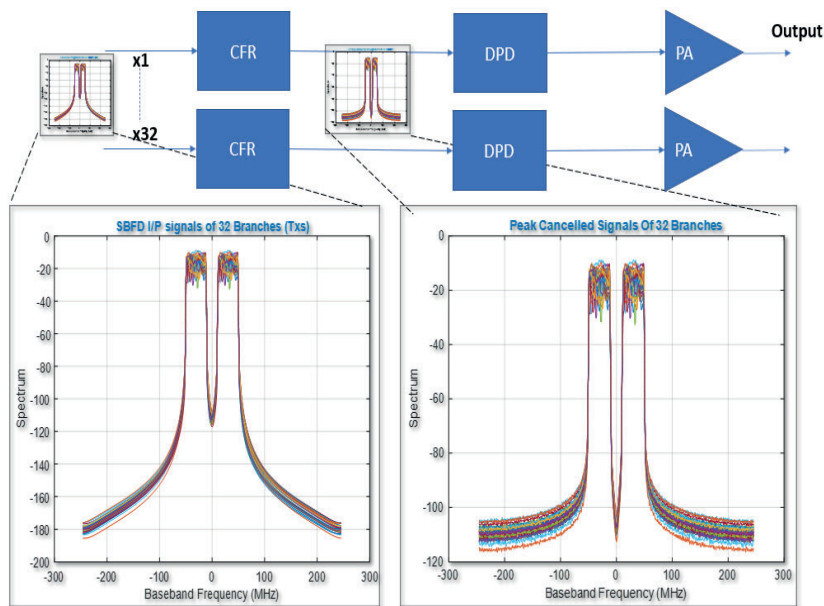 Output
x1
CFR
DPD
PA
x32
CFR
DPD
PA
SBFD I/P signals of 32 Branches (Txs)
0
-20
-40
-60
-80
-100
-120
-140
-160
-180
-200
Spectrum
-300 -200 -100 0 100 200 300
Baseband Frequency (MHz)
Peak Cancelled Signals Of 32 Branches
0
-20
-40
-60
-80
-100
-120
Spectrum
-300 -200 -100 0 100 200 300
Baseband Frequency (MHz)